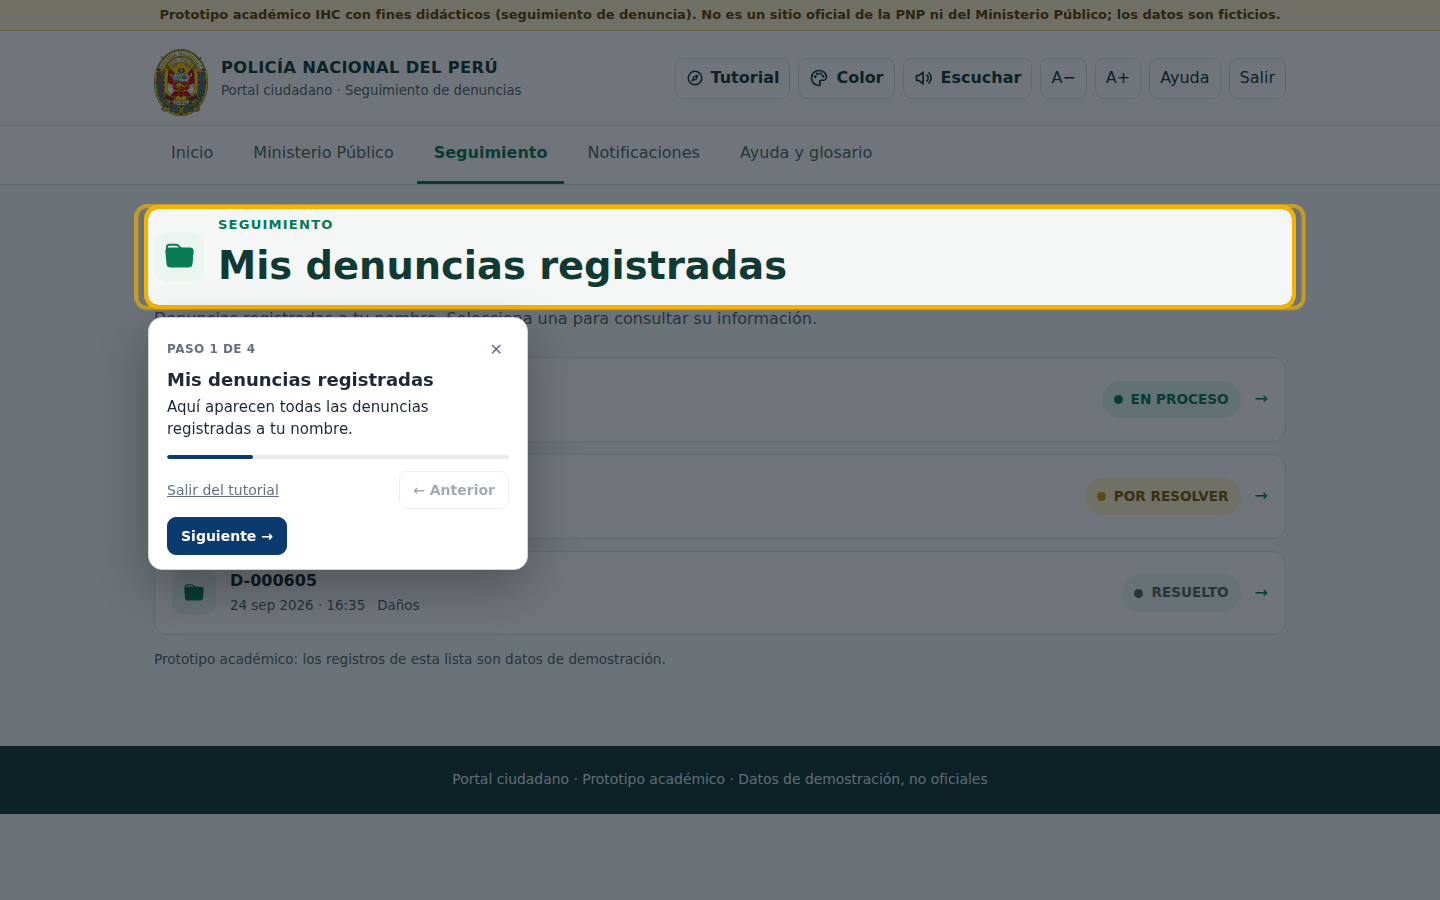 Prototipo académico IHC con fines didácticos (seguimiento de denuncia). No es un sitio oficial de la PNP ni del Ministerio Público; los datos son ficticios.
POLICÍA NACIONAL DEL PERÚ
Portal ciudadano · Seguimiento de denuncias
Tutorial
Color
Escuchar
A−
A+
Ayuda
Salir
Inicio
Ministerio Público
Seguimiento
Notificaciones
Ayuda y glosario
SEGUIMIENTO
Mis denuncias registradas
Denuncias registradas a tu nombre. Selecciona una para consultar su información.
PASO 1 DE 4
×
Mis denuncias registradas
Aquí aparecen todas las denuncias
registradas a tu nombre.
Salir del tutorial
← Anterior
Siguiente →
EN PROCESO →
POR RESOLVER →
D-000605
24 sep 2026 · 16:35 Daños
RESUELTO →
Prototipo académico: los registros de esta lista son datos de demostración.
Portal ciudadano · Prototipo académico · Datos de demostración, no oficiales